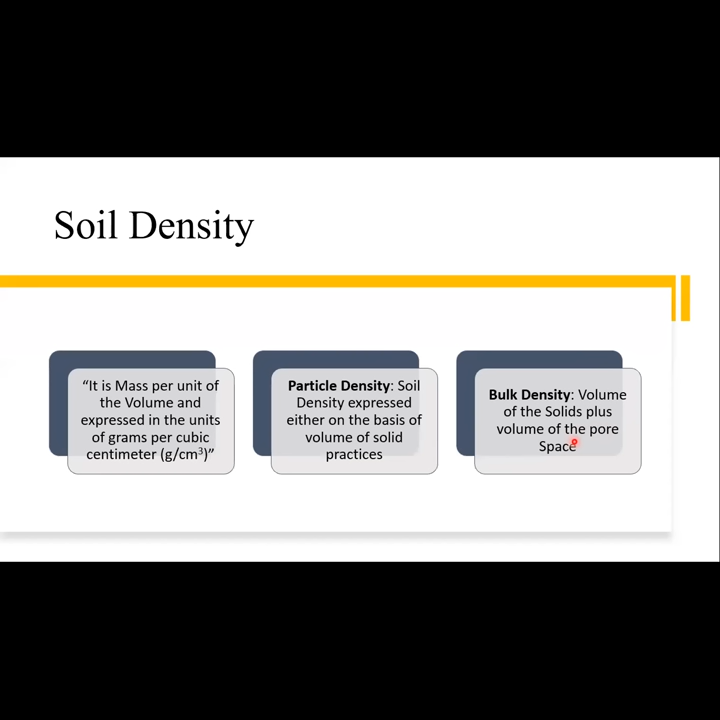 Soil Density
“It is Mass per unit of
the Volume and
expressed in the units
of grams per cubic
centimeter (g/cm³)”
Particle Density: Soil
Density expressed
either on the basis of
volume of solid
practices
Bulk Density: Volume
of the Solids plus
volume of the pore
Space